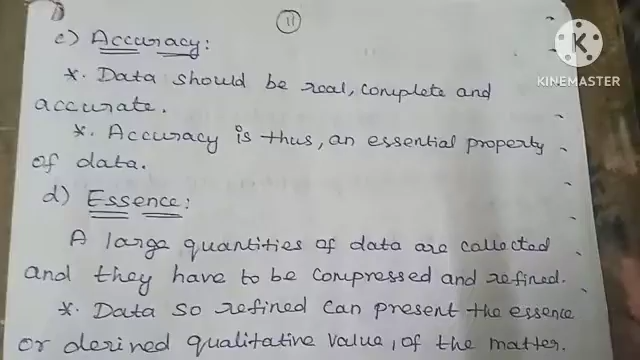 11
c) Accuracy:
*. Data should be real, complete and
accurate.
*. Accuracy is thus, an essential property
of data.
d) Essence:
A large quantities of data are collected
and they have to be compressed and refined.
*. Data so refined can present the essence
or derined qualitative value, of the matter.
KINEMASTER